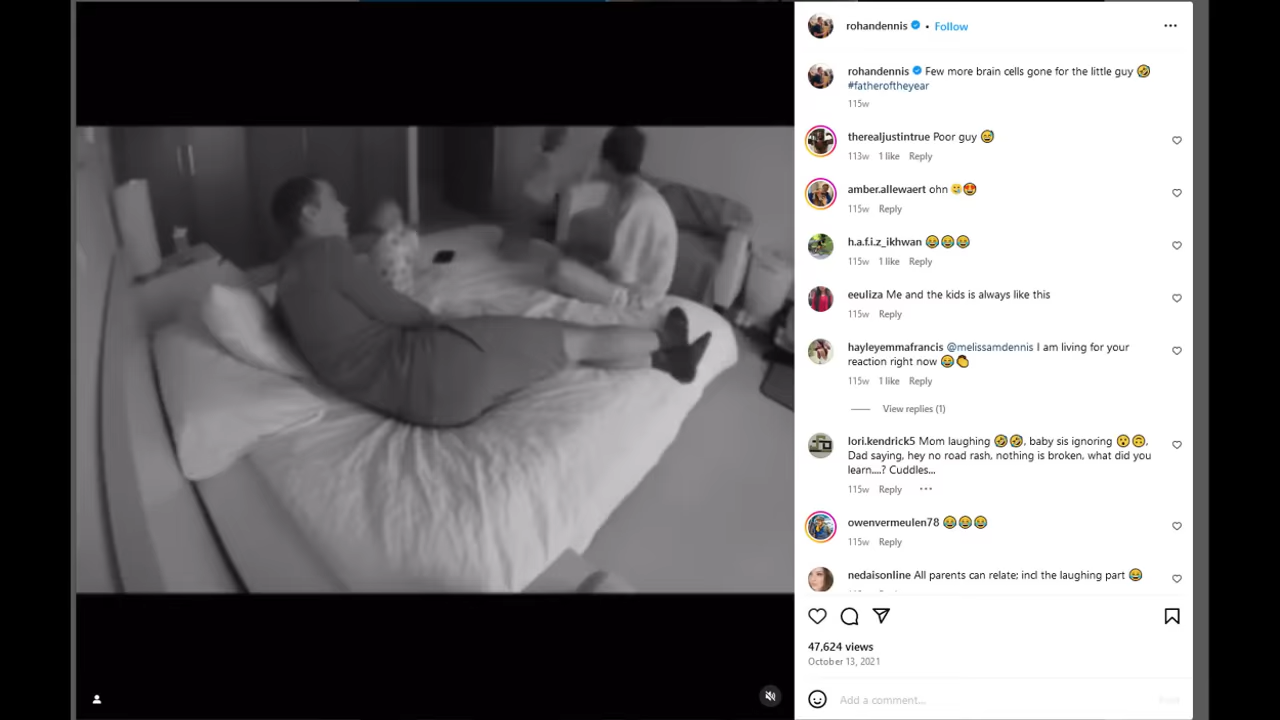 rohandennis • Follow
rohandennis Few more brain cells gone for the little guy 🤣
#fatheroftheyear
115w
therealjustintrue Poor guy 😅
113w 1 like Reply
amber.allewaert ohn 🥲😍
115w Reply
h.a.f.i.z_ikhwan 😂😂😂
115w 1 like Reply
eeuliza Me and the kids is always like this
115w Reply
hayleyemmafrancis @melissamdennis I am living for your
reaction right now 😂👏
115w 1 like Reply
View replies (1)
lori.kendrick5 Mom laughing 🤣🤣, baby sis ignoring 😯🙃,
Dad saying, hey no road rash, nothing is broken, what did you
learn....? Cuddles...
115w Reply
owenvermeulen78 😂😂😂
115w Reply
nedaisonline All parents can relate; incl the laughing part 😂
47,624 views
October 13, 2021
Add a comment...